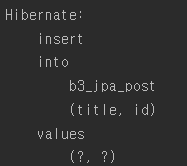 Hibernate:
insert
into
b3_jpa_post
(title, id)
values
(?, ?)